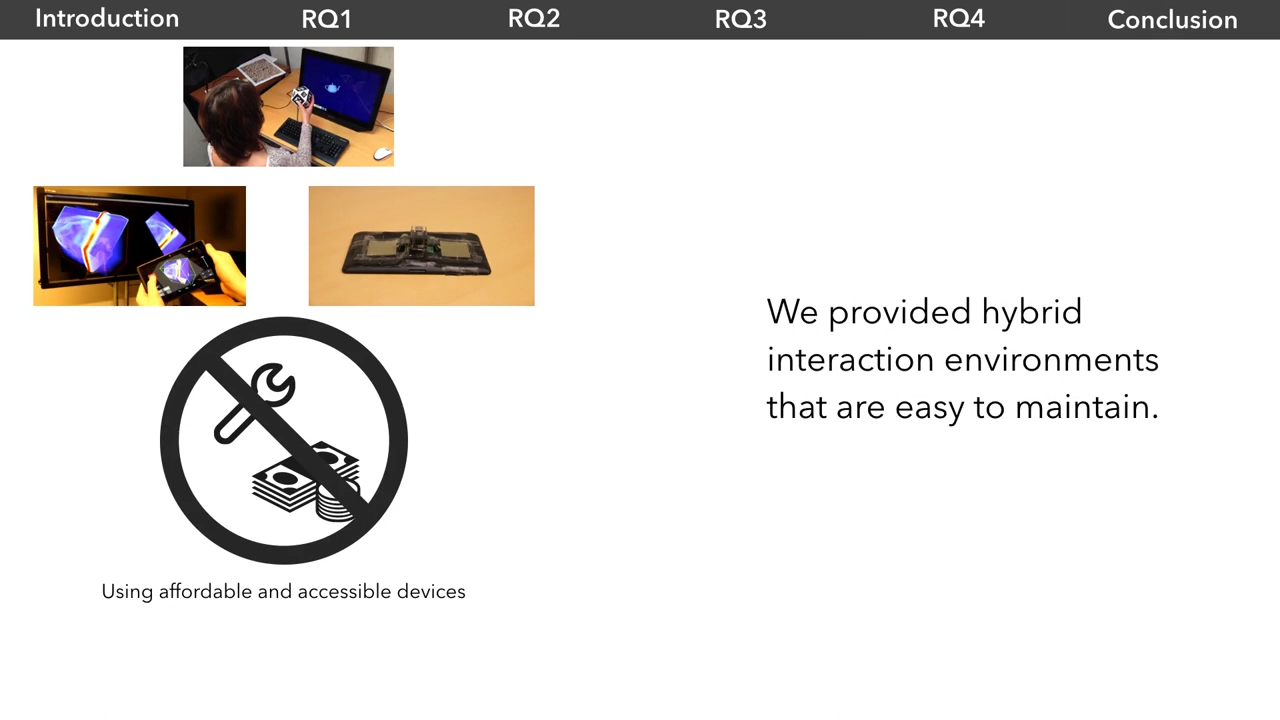 Introduction RQ1 RQ2 RQ3 RQ4 Conclusion
We provided hybrid
interaction environments
that are easy to maintain.
Using affordable and accessible devices